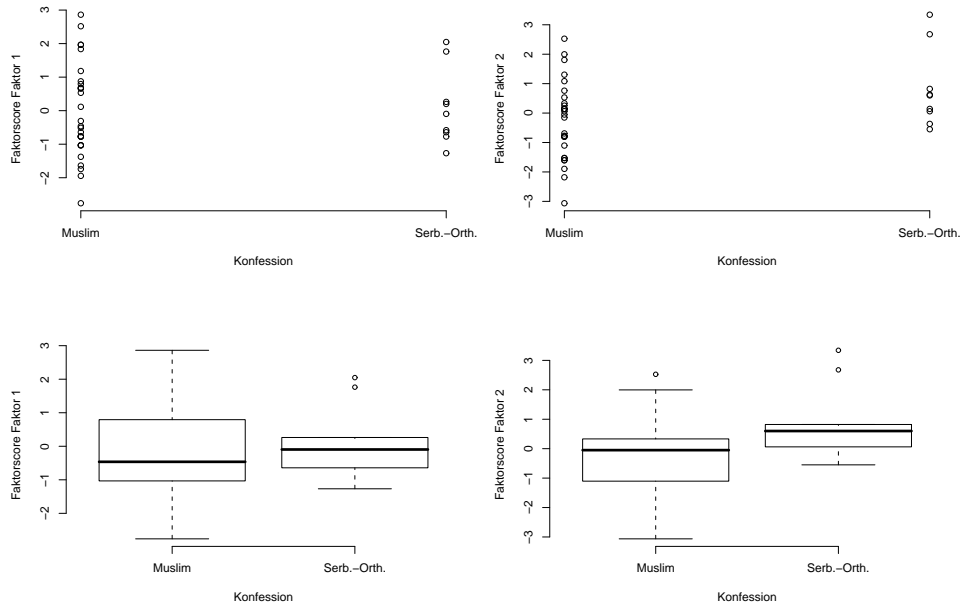 Faktorscore Faktor 1
3
2
1
0
−1
−2
Muslim
Serb.−Orth.
Konfession
Faktorscore Faktor 2
3
2
1
0
−1
−2
−3
Muslim
Serb.−Orth.
Konfession
Faktorscore Faktor 1
3
2
1
0
−1
−2
Muslim
Serb.−Orth.
Konfession
Faktorscore Faktor 2
3
2
1
0
−1
−2
−3
Muslim
Serb.−Orth.
Konfession